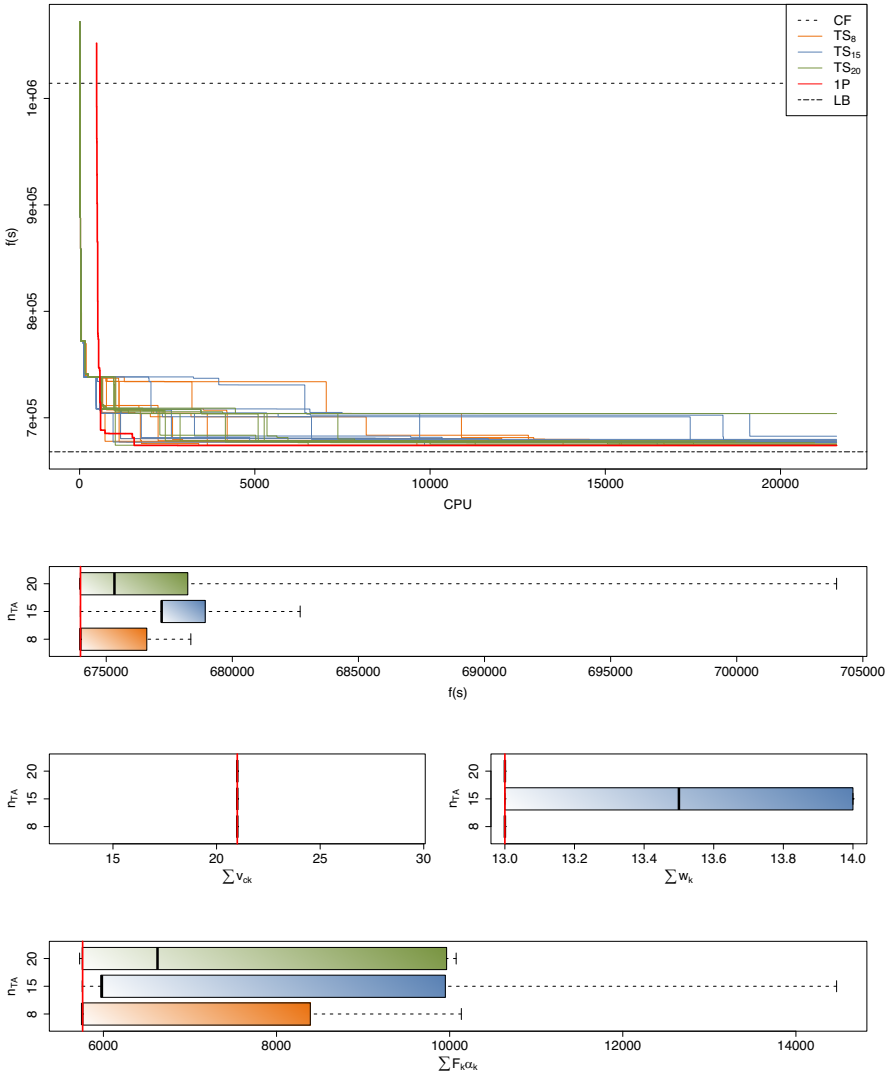 CF
TS8
TS15
TS20
1P
LB
f(s)
7e+05 8e+05 9e+05 1e+06
0 5000 10000 15000 20000
CPU
nTA
20
15
8
675000 680000 685000 690000 695000 700000 705000
f(s)
nTA
20
15
8
15 20 25 30
∑ vck
nTA
20
15
8
13.0 13.2 13.4 13.6 13.8 14.0
∑ wk
nTA
20
15
8
6000 8000 10000 12000 14000
∑ Fkαk